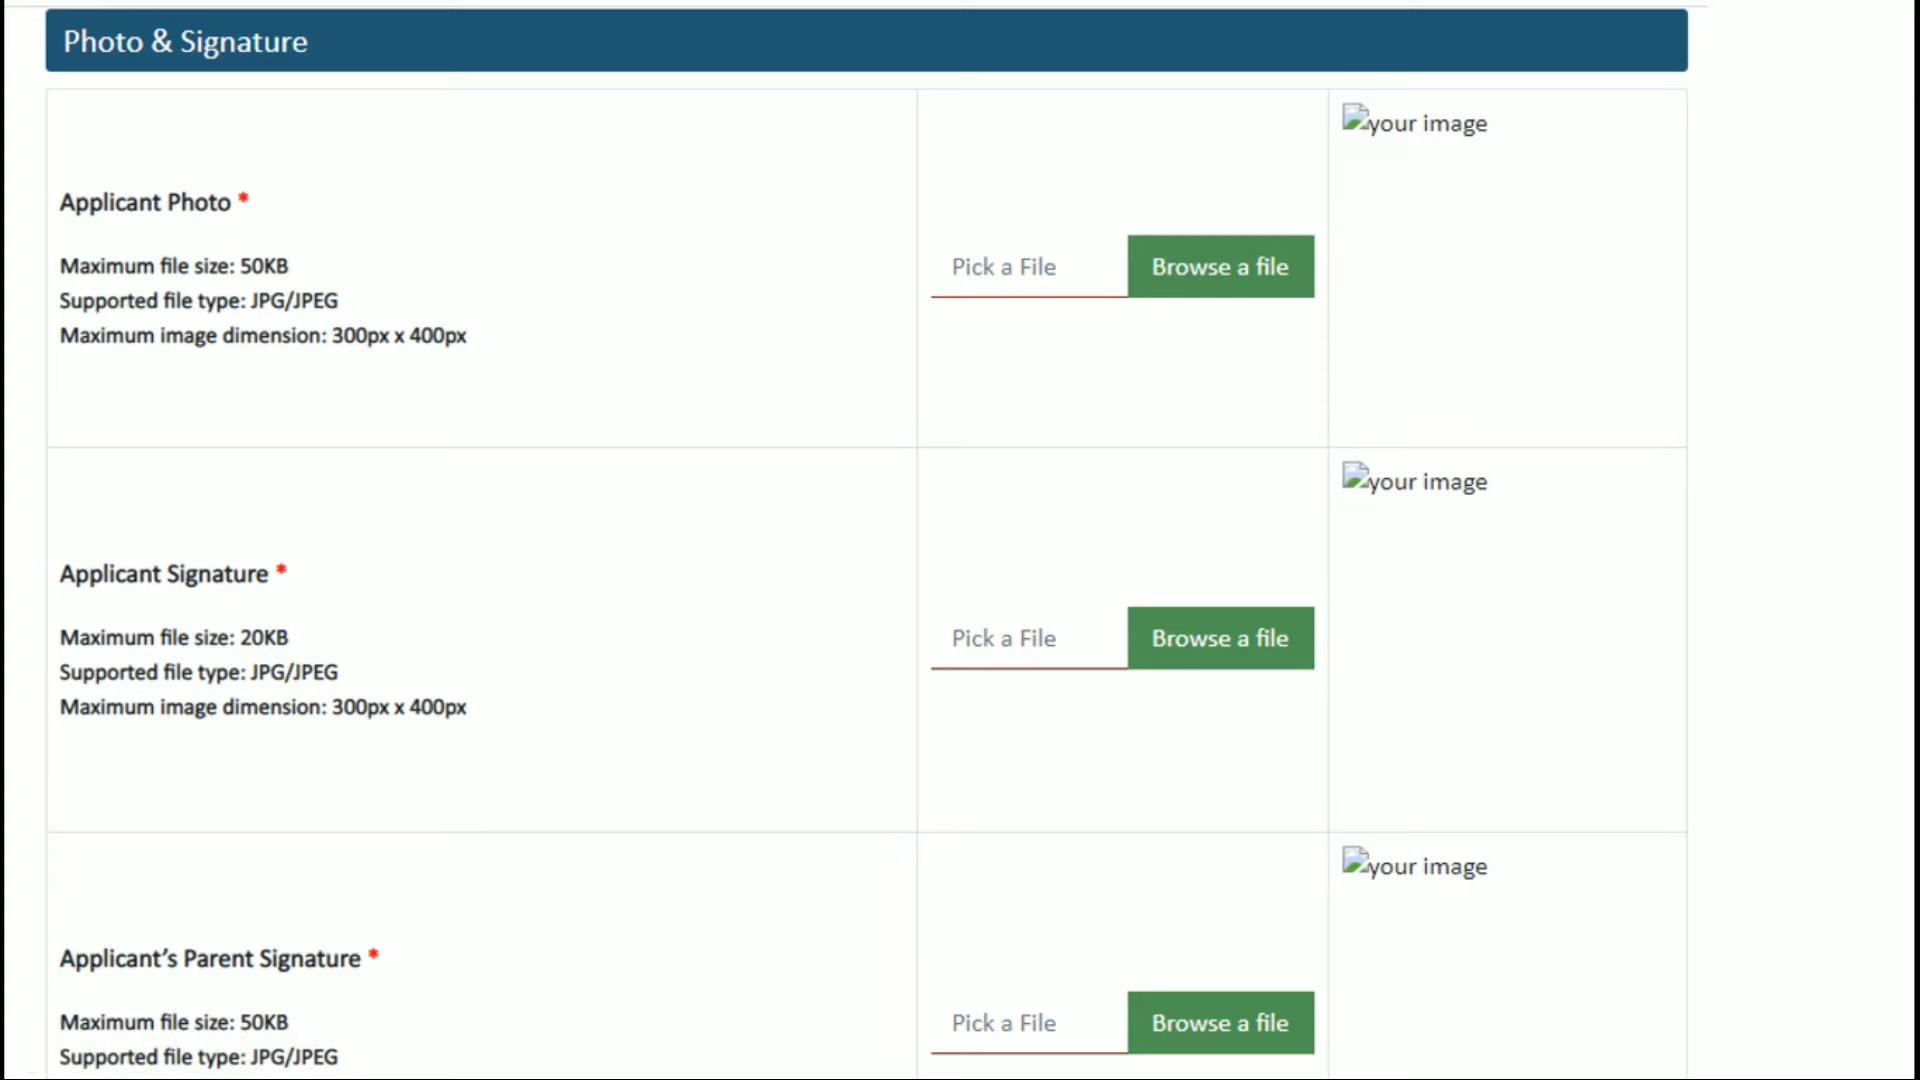 Photo & Signature
your image
Applicant Photo *
Maximum file size: 50KB
Supported file type: JPG/JPEG
Maximum image dimension: 300px x 400px
Pick a File
Browse a file
your image
Applicant Signature *
Maximum file size: 20KB
Supported file type: JPG/JPEG
Maximum image dimension: 300px x 400px
Pick a File
Browse a file
your image
Applicant’s Parent Signature *
Maximum file size: 50KB
Supported file type: JPG/JPEG
Pick a File
Browse a file